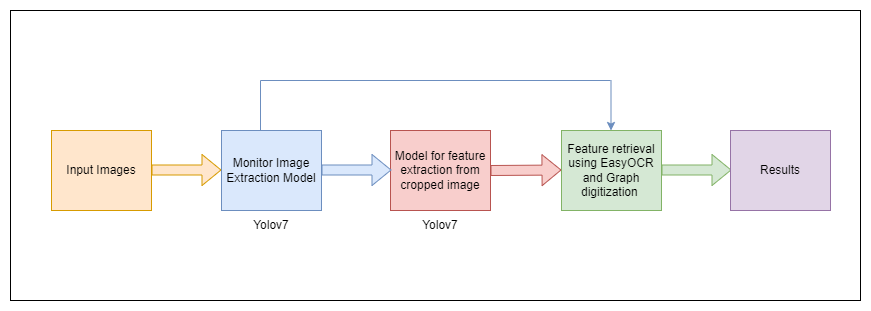 Input Images
Monitor Image
Extraction Model
Yolov7
Model for feature
extraction from
cropped image
Yolov7
Feature retrieval
using EasyOCR
and Graph
digitization
Results